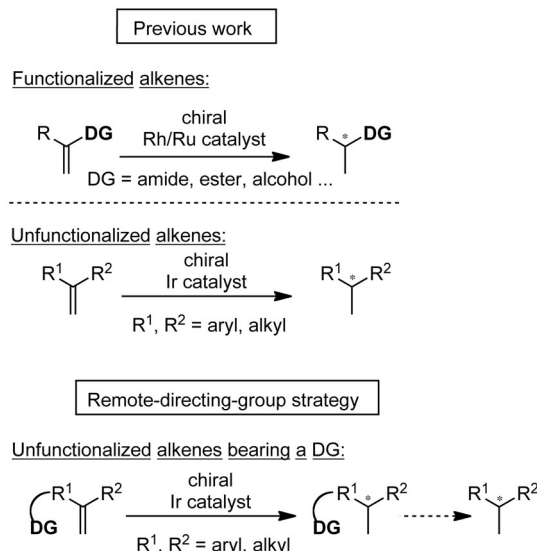 Previous work
Functionalized alkenes:
R DG
chiral
Rh/Ru catalyst
R * DG
DG = amide, ester, alcohol ...
Unfunctionalized alkenes:
R¹ R²
chiral
Ir catalyst
R¹ * R²
R¹, R² = aryl, alkyl
Remote-directing-group strategy
Unfunctionalized alkenes bearing a DG:
R¹ R²
DG
chiral
Ir catalyst
R¹ * R²
DG
R¹ * R²
R¹, R² = aryl, alkyl